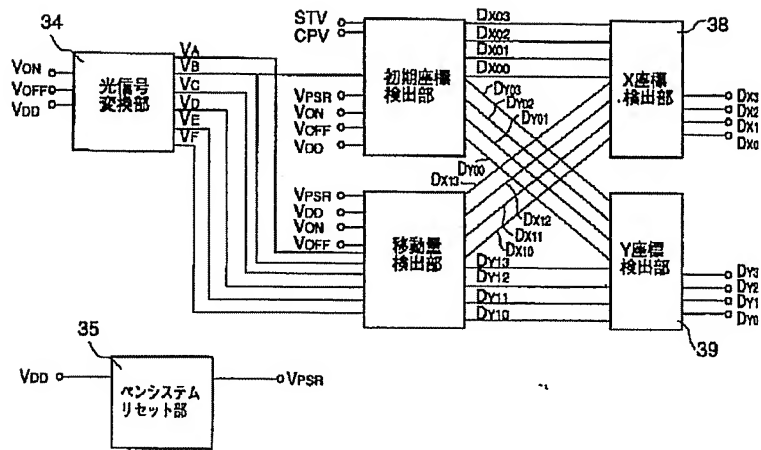 34
光信号
変換部
VON
VOFF
VDD
VA
VB
VC
VD
VE
VF
STV
CPV
初期座標
検出部
VPSR
VON
VOFF
VDD
DX03
DX02
DX01
DX00
DY03
DY02
DY01
DY00
DX13
DX12
DX11
DX10
移動量
検出部
VPSR
VDD
VON
VOFF
DY13
DY12
DY11
DY10
38
X座標
検出部
DX3
DX2
DX1
DX0
Y座標
検出部
DY3
DY2
DY1
DY0
39
35
VDD
ペンシステム
リセット部
VPSR